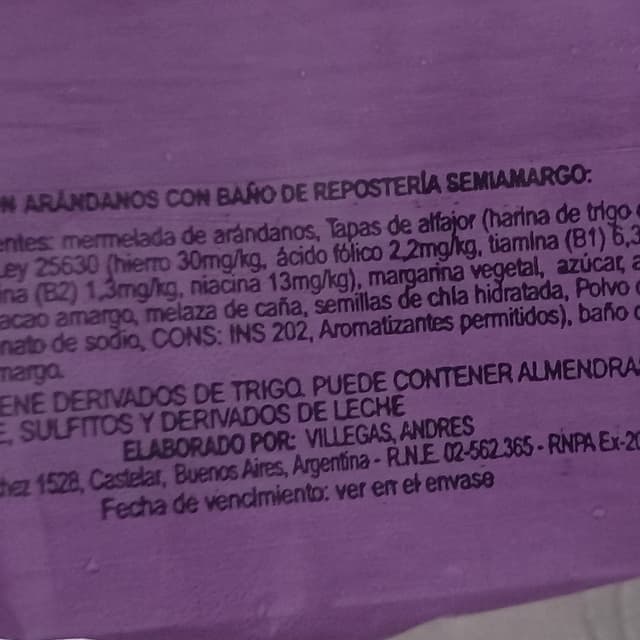 N ARÁNDANOS CON BAÑO DE REPOSTERÍA SEMIAMARGO:
entes: mermelada de arándanos, Tapas de alfajor (harina de trigo
Ley 25630 (hierro 30mg/kg, ácido fólico 2,2mg/kg, tiamina (B1) 6,3
ina (B2) 1,3mg/kg, niacina 13mg/kg), margarina vegetal, azúcar, a
acao amargo, melaza de caña, semillas de chia hidratada, Polvo
nato de sodio, CONS: INS 202, Aromatizantes permitidos), baño
margo.
ENE DERIVADOS DE TRIGO. PUEDE CONTENER ALMENDRA
E, SULFITOS Y DERIVADOS DE LECHE
ELABORADO POR: VILLEGAS, ANDRES
hez 1528, Castelar, Buenos Aires, Argentina - R.N.E. 02-562.365 - RNPA Ex-20
Fecha de vencimiento: ver en el envase